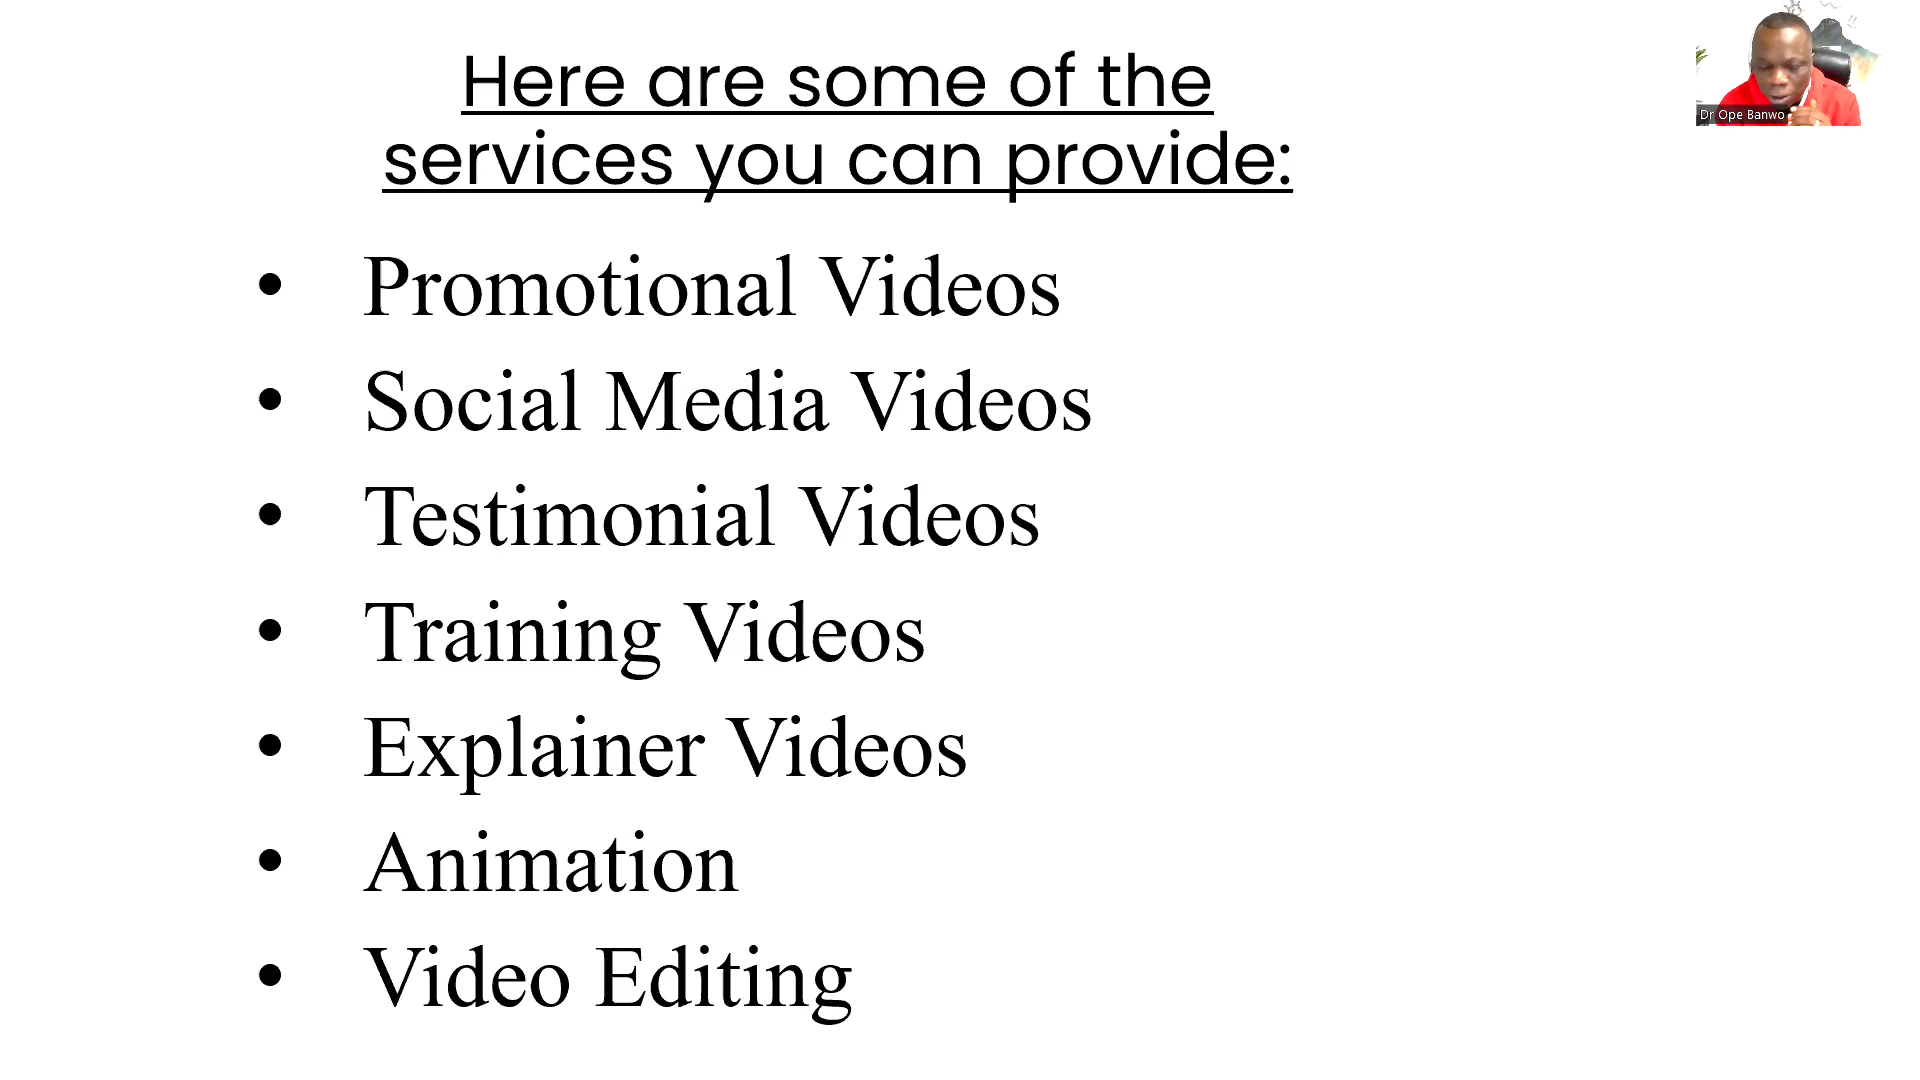 Here are some of the
services you can provide:
• Promotional Videos
• Social Media Videos
• Testimonial Videos
• Training Videos
• Explainer Videos
• Animation
• Video Editing
Dr Ope Banwo